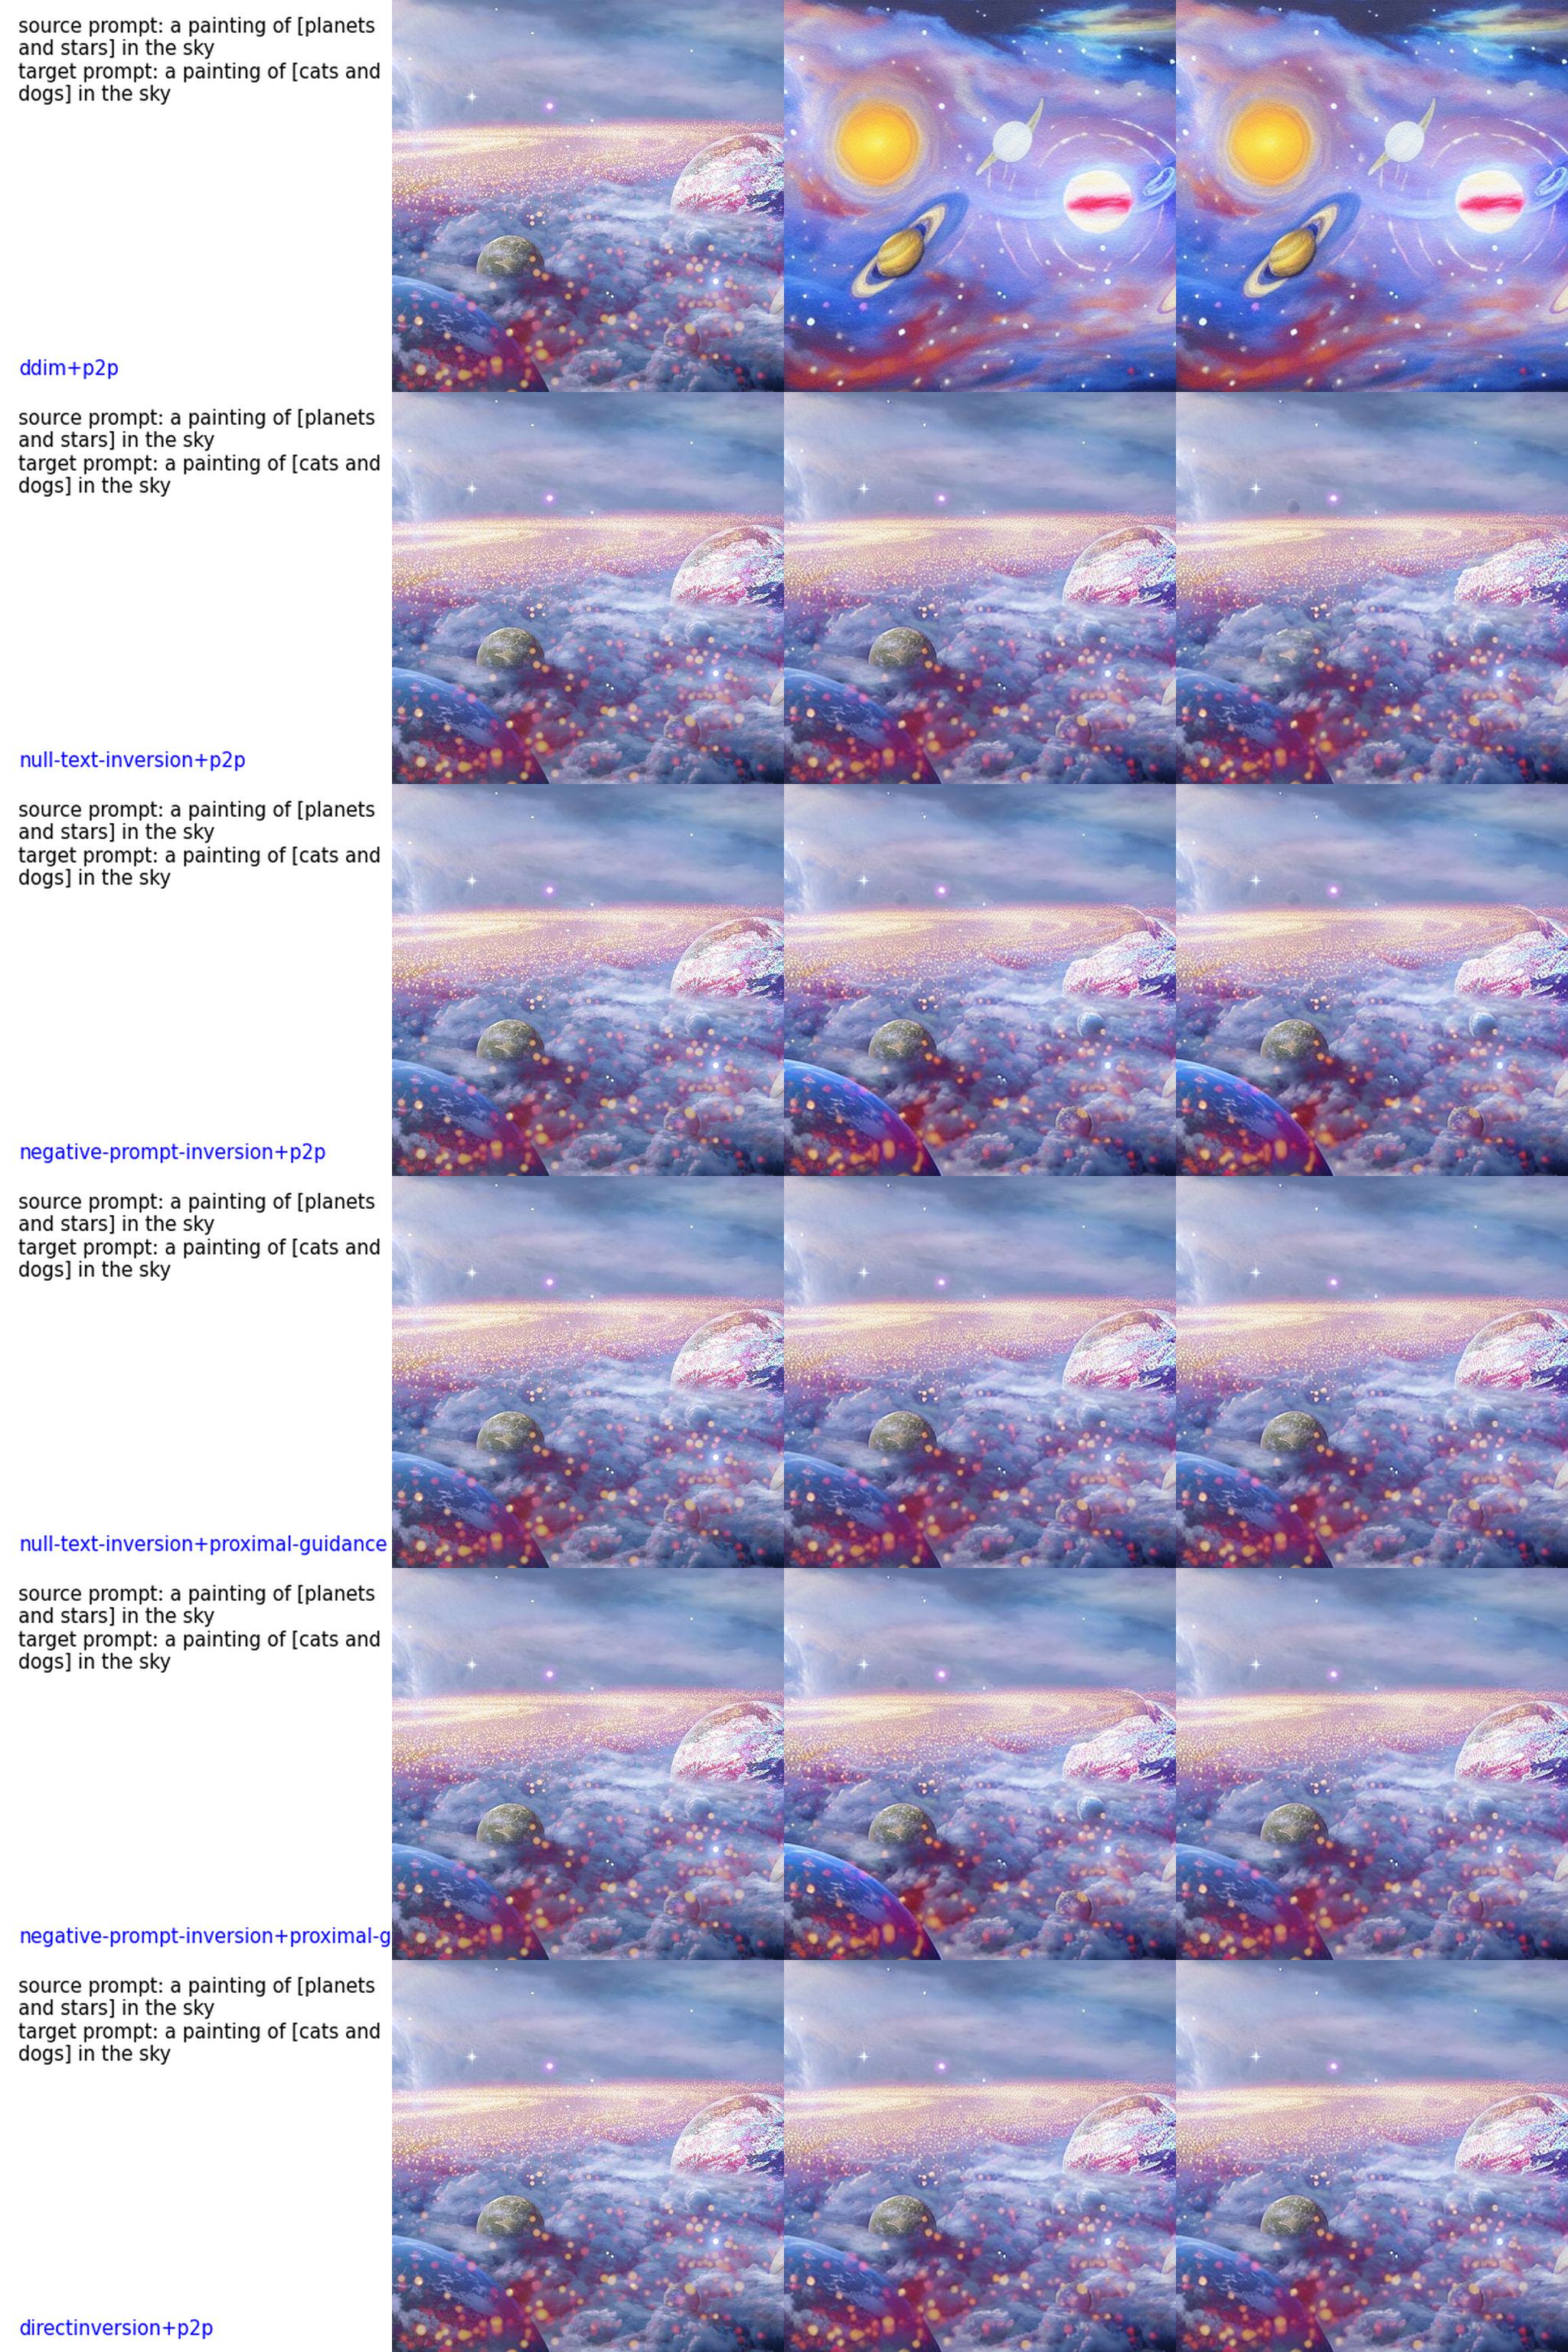 source prompt: a painting of [planets
and stars] in the sky
target prompt: a painting of [cats and
dogs] in the sky
ddim+p2p
source prompt: a painting of [planets
and stars] in the sky
target prompt: a painting of [cats and
dogs] in the sky
null-text-inversion+p2p
source prompt: a painting of [planets
and stars] in the sky
target prompt: a painting of [cats and
dogs] in the sky
negative-prompt-inversion+p2p
source prompt: a painting of [planets
and stars] in the sky
target prompt: a painting of [cats and
dogs] in the sky
null-text-inversion+proximal-guidance
source prompt: a painting of [planets
and stars] in the sky
target prompt: a painting of [cats and
dogs] in the sky
negative-prompt-inversion+proximal-g
source prompt: a painting of [planets
and stars] in the sky
target prompt: a painting of [cats and
dogs] in the sky
directinversion+p2p